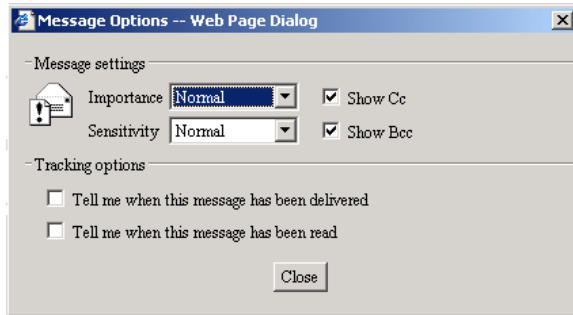 Message Options -- Web Page Dialog
Message settings
Importance Normal Show Cc
Sensitivity Normal Show Bcc
Tracking options
Tell me when this message has been delivered
Tell me when this message has been read
Close